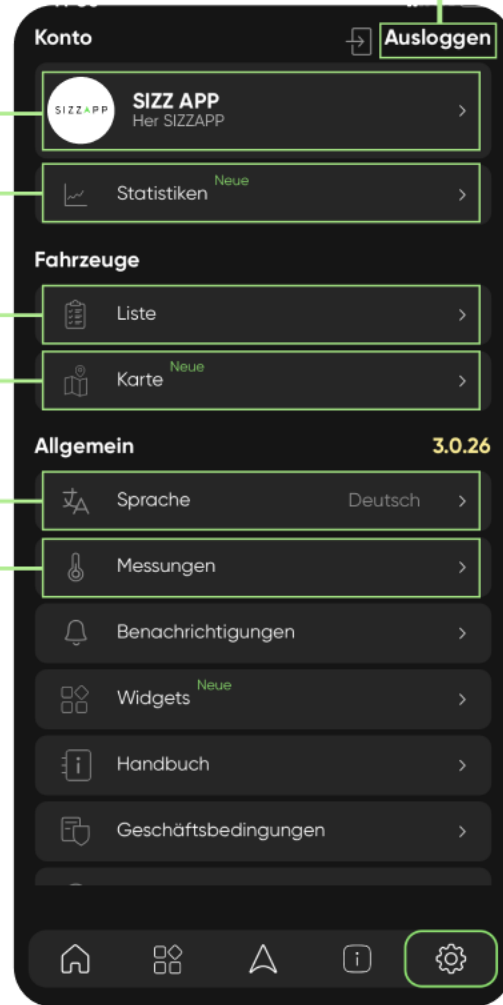 Konto
Ausloggen
SIZZAPP
SIZZ APP
Her SIZZAPP
Statistiken Neue
Fahrzeuge
Liste
Karte Neue
Allgemein 3.0.26
Sprache Deutsch
Messungen
Benachrichtigungen
Widgets Neue
Handbuch
Geschäftsbedingungen